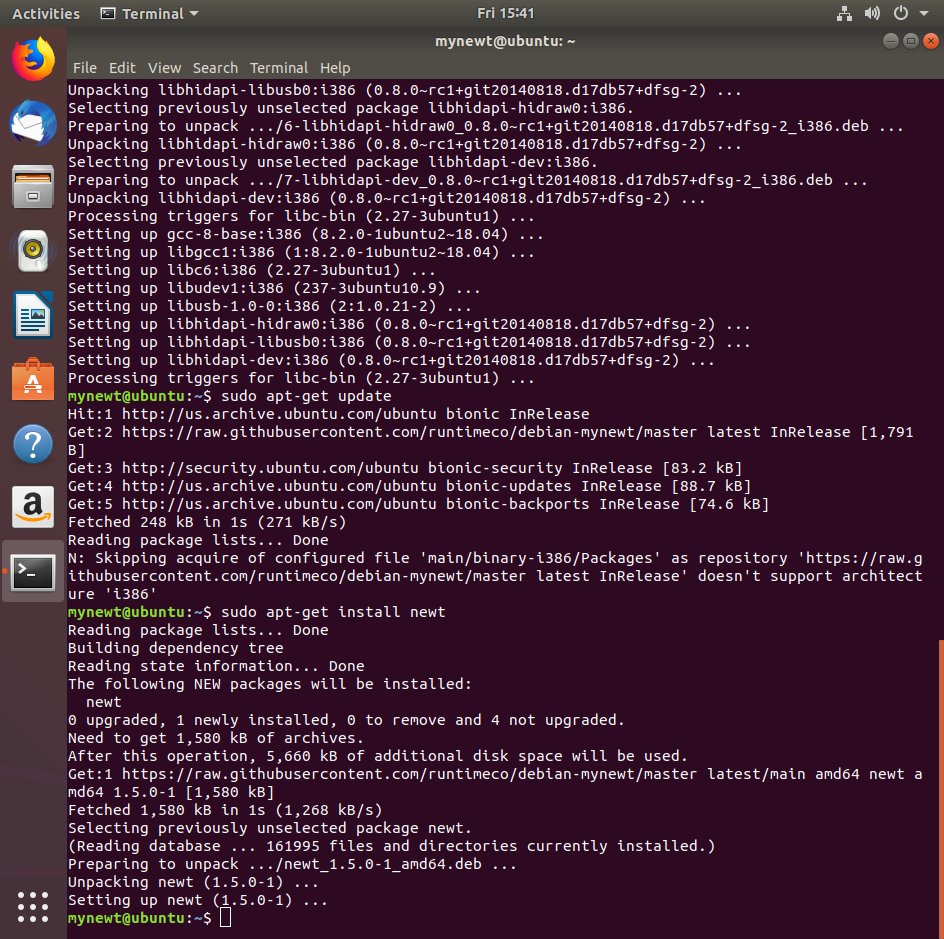 Activities Terminal Fri 15:41
mynewt@ubuntu: ~
File Edit View Search Terminal Help
Unpacking libhidapi-libusb0:i386 (0.8.0~rc1+git20140818.d17db57+dfsg-2) ...
Selecting previously unselected package libhidapi-hidraw0:i386.
Preparing to unpack .../6-libhidapi-hidraw0_0.8.0~rc1+git20140818.d17db57+dfsg-2_i386.deb ...
Unpacking libhidapi-hidraw0:i386 (0.8.0~rc1+git20140818.d17db57+dfsg-2) ...
Selecting previously unselected package libhidapi-dev:i386.
Preparing to unpack .../7-libhidapi-dev_0.8.0~rc1+git20140818.d17db57+dfsg-2_i386.deb ...
Unpacking libhidapi-dev:i386 (0.8.0~rc1+git20140818.d17db57+dfsg-2) ...
Processing triggers for libc-bin (2.27-3ubuntu1) ...
Setting up gcc-8-base:i386 (8.2.0-1ubuntu2~18.04) ...
Setting up libgcc1:i386 (1:8.2.0-1ubuntu2~18.04) ...
Setting up libc6:i386 (2.27-3ubuntu1) ...
Setting up libudev1:i386 (237-3ubuntu10.9) ...
Setting up libusb-1.0-0:i386 (2:1.0.21-2) ...
Setting up libhidapi-hidraw0:i386 (0.8.0~rc1+git20140818.d17db57+dfsg-2) ...
Setting up libhidapi-libusb0:i386 (0.8.0~rc1+git20140818.d17db57+dfsg-2) ...
Setting up libhidapi-dev:i386 (0.8.0~rc1+git20140818.d17db57+dfsg-2) ...
Processing triggers for libc-bin (2.27-3ubuntu1) ...
mynewt@ubuntu:~$ sudo apt-get update
Hit:1 http://us.archive.ubuntu.com/ubuntu bionic InRelease
Get:2 https://raw.githubusercontent.com/runtimeco/debian-mynewt/master latest InRelease [1,791
B]
Get:3 http://security.ubuntu.com/ubuntu bionic-security InRelease [83.2 kB]
Get:4 http://us.archive.ubuntu.com/ubuntu bionic-updates InRelease [88.7 kB]
Get:5 http://us.archive.ubuntu.com/ubuntu bionic-backports InRelease [74.6 kB]
Fetched 248 kB in 1s (271 kB/s)
Reading package lists... Done
N: Skipping acquire of configured file 'main/binary-i386/Packages' as repository 'https://raw.g
ithubusercontent.com/runtimeco/debian-mynewt/master latest InRelease' doesn't support architect
ure 'i386'
mynewt@ubuntu:~$ sudo apt-get install newt
Reading package lists... Done
Building dependency tree
Reading state information... Done
The following NEW packages will be installed:
newt
0 upgraded, 1 newly installed, 0 to remove and 4 not upgraded.
Need to get 1,580 kB of archives.
After this operation, 5,660 kB of additional disk space will be used.
Get:1 https://raw.githubusercontent.com/runtimeco/debian-mynewt/master latest/main amd64 newt a
md64 1.5.0-1 [1,580 kB]
Fetched 1,580 kB in 1s (1,268 kB/s)
Selecting previously unselected package newt.
(Reading database ... 161995 files and directories currently installed.)
Preparing to unpack .../newt_1.5.0-1_amd64.deb ...
Unpacking newt (1.5.0-1) ...
Setting up newt (1.5.0-1) ...
mynewt@ubuntu:~$